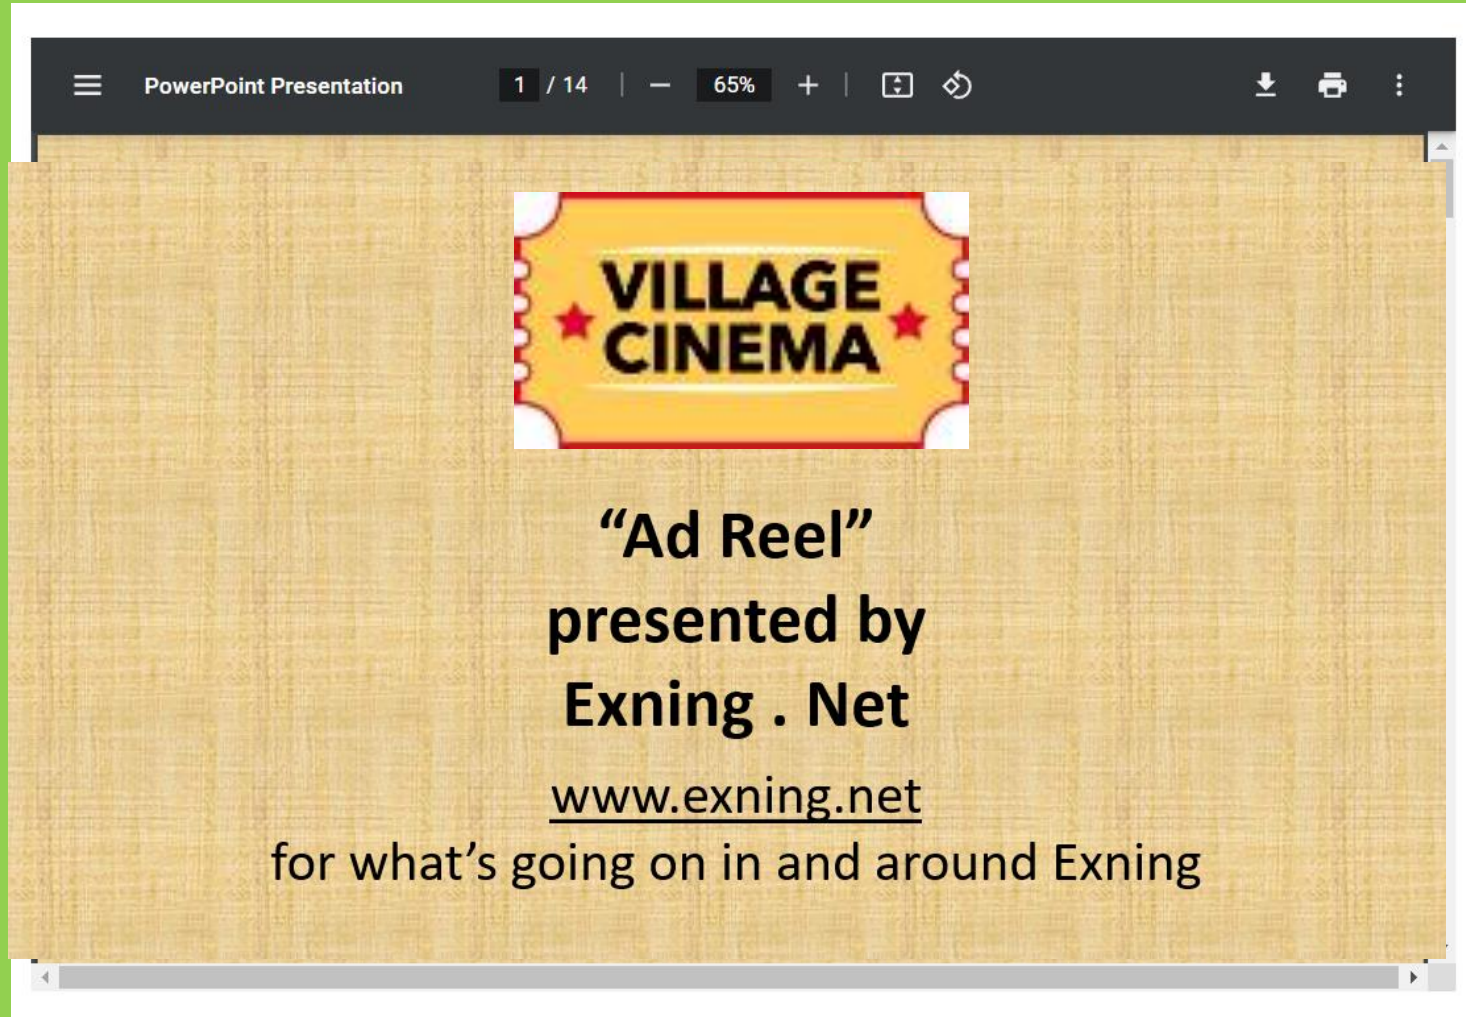 PowerPoint Presentation 1 / 14 65%
VILLAGE
CINEMA
“Ad Reel”
presented by
Exning . Net
www.exning.net
for what’s going on in and around Exning